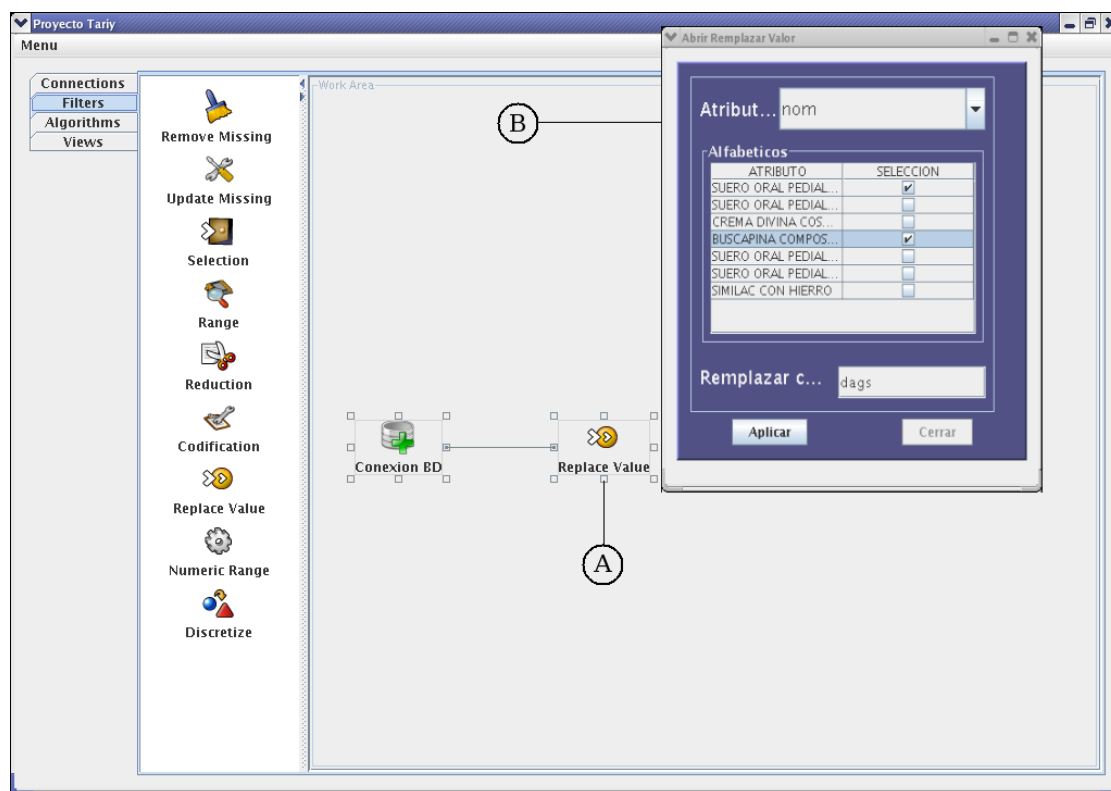 Proyecto Tariy
Menu
Connections
Filters
Algorithms
Views
Remove Missing
Update Missing
Selection
Range
Reduction
Codification
Replace Value
Numeric Range
Discretize
Work Area
B
Conexion BD
Replace Value
A
Abrir Remplazar Valor
Atribut... nom
Alfabeticos
ATRIBUTO SELECCION
SUERO ORAL PEDIAL...
SUERO ORAL PEDIAL...
CREMA DIVINA COS...
BUSCAPINA COMPOS...
SUERO ORAL PEDIAL...
SUERO ORAL PEDIAL...
SIMILAC CON HIERRO
Remplazar c... dags
Aplicar Cerrar